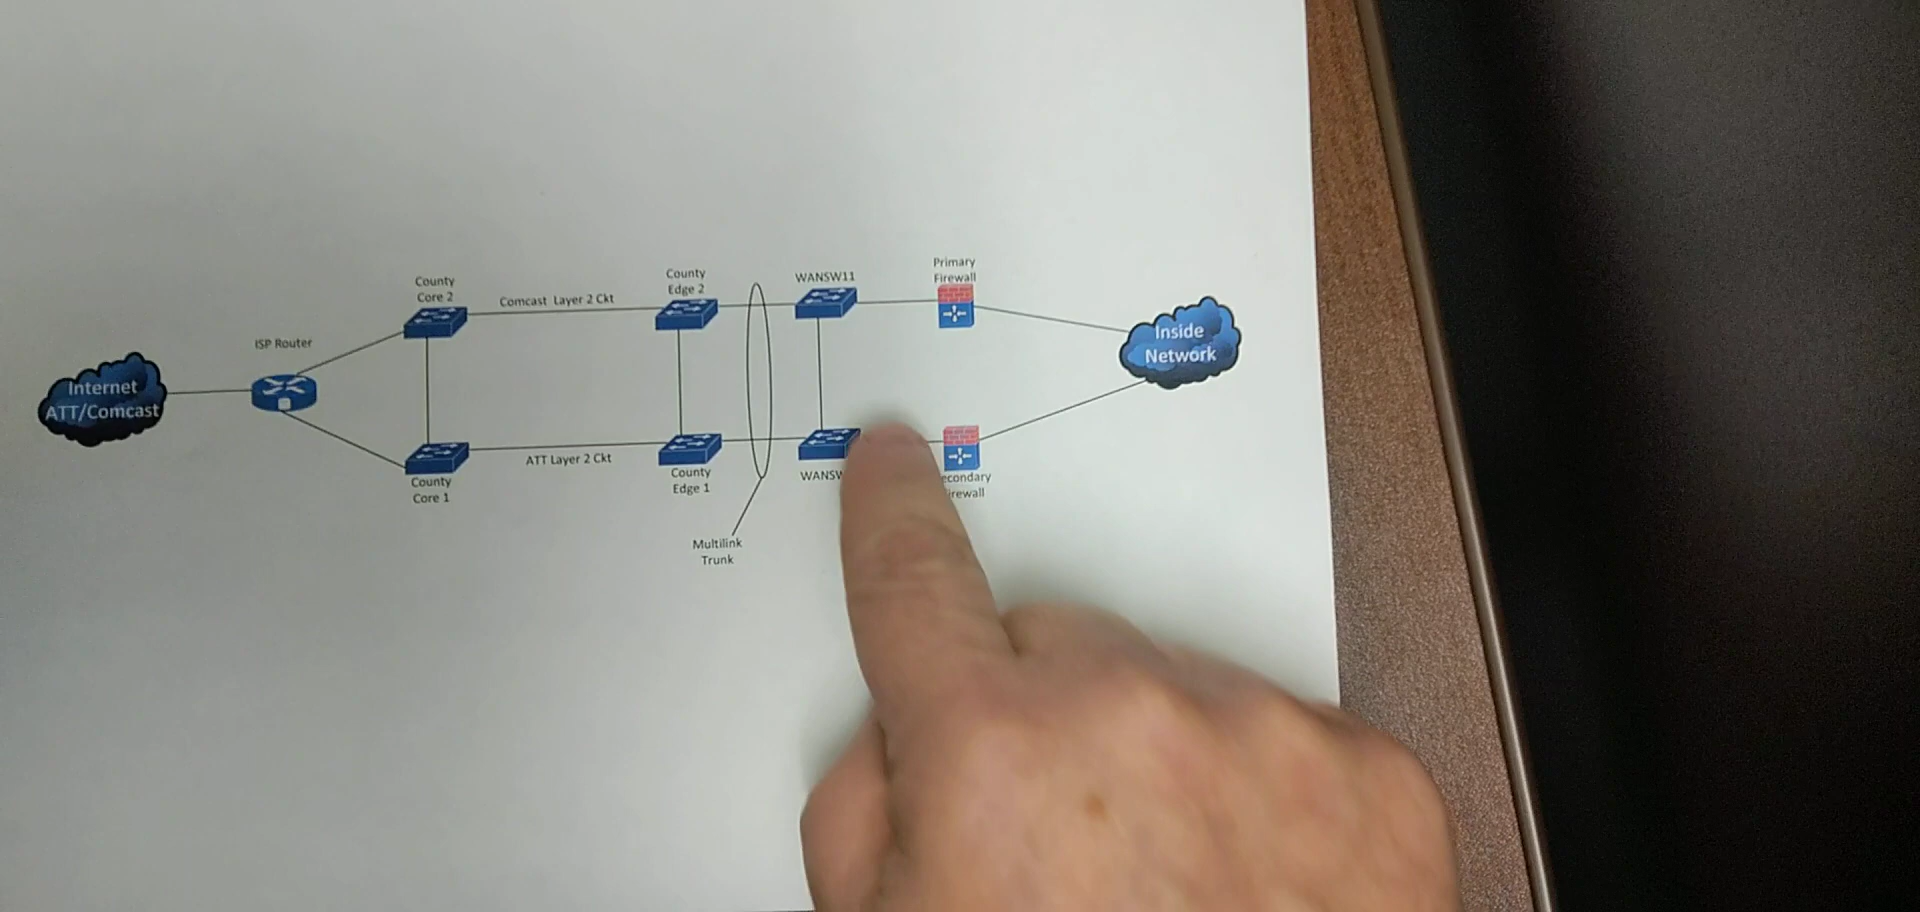 Internet
ATT/Comcast
ISP Router
County
Core 2
County
Core 1
Comcast Layer 2 Ckt
ATT Layer 2 Ckt
County
Edge 2
County
Edge 1
Multilink
Trunk
WANSW11
Primary
Firewall
Inside
Network